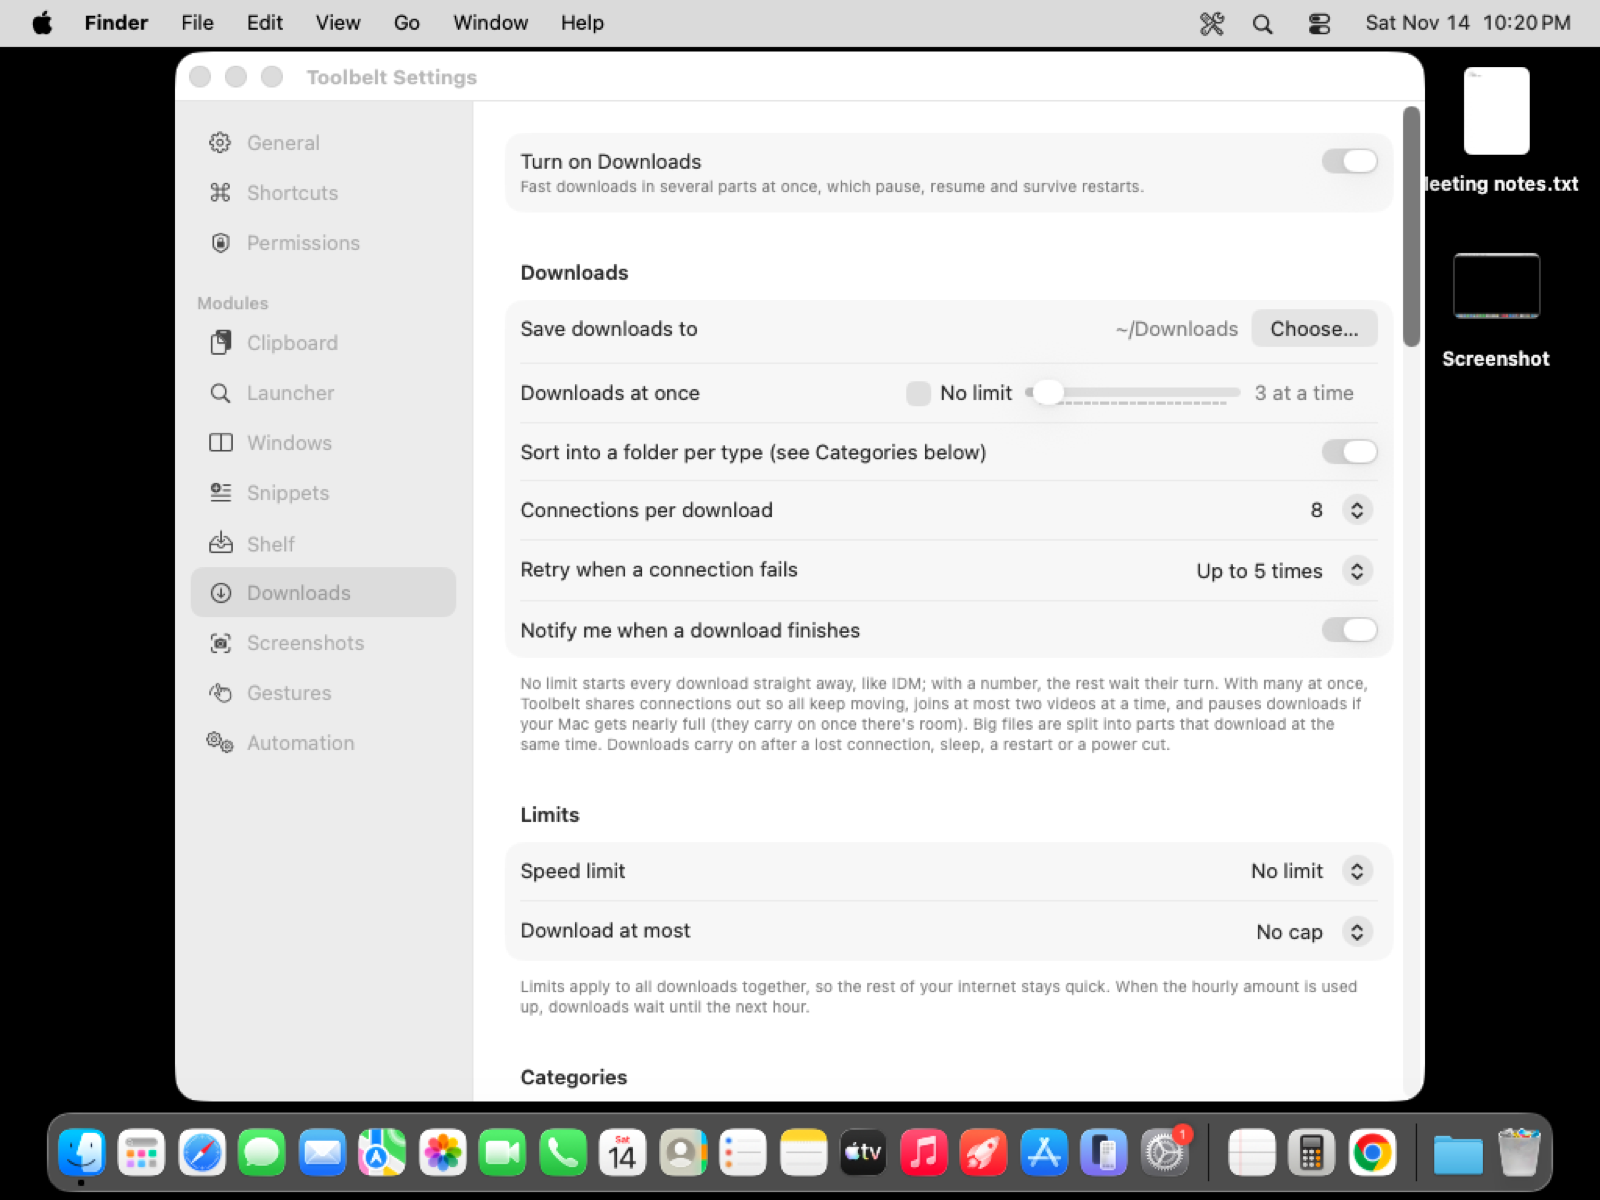 Finder File Edit View Go Window Help Sat Nov 14 10:20 PM
Toolbelt Settings
General
Shortcuts
Permissions
Modules
Clipboard
Launcher
Windows
Snippets
Shelf
Downloads
Screenshots
Gestures
Automation
Turn on Downloads
Fast downloads in several parts at once, which pause, resume and survive restarts.
Downloads
Save downloads to ~/Downloads Choose...
Downloads at once No limit 3 at a time
Sort into a folder per type (see Categories below)
Connections per download 8
Retry when a connection fails Up to 5 times
Notify me when a download finishes
No limit starts every download straight away, like IDM; with a number, the rest wait their turn. With many at once,
Toolbelt shares connections out so all keep moving, joins at most two videos at a time, and pauses downloads if
your Mac gets nearly full (they carry on once there's room). Big files are split into parts that download at the
same time. Downloads carry on after a lost connection, sleep, a restart or a power cut.
Limits
Speed limit No limit
Download at most No cap
Limits apply to all downloads together, so the rest of your internet stays quick. When the hourly amount is used
up, downloads wait until the next hour.
Categories
eeting notes.txt
Screenshot
Sat
14
tv
1